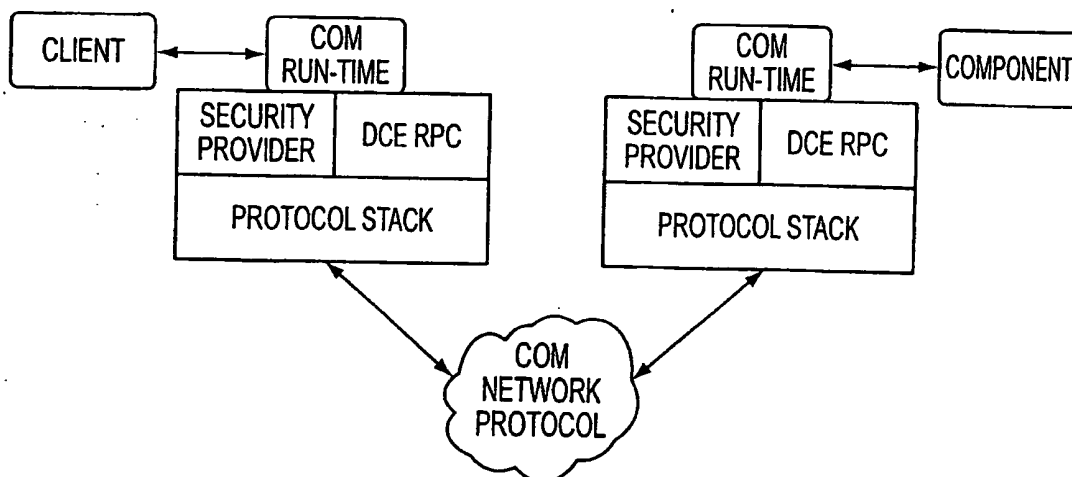 CLIENT
COM
RUN-TIME
SECURITY
PROVIDER
DCE RPC
PROTOCOL STACK
COM
RUN-TIME
COMPONENT
SECURITY
PROVIDER
DCE RPC
PROTOCOL STACK
COM
NETWORK
PROTOCOL